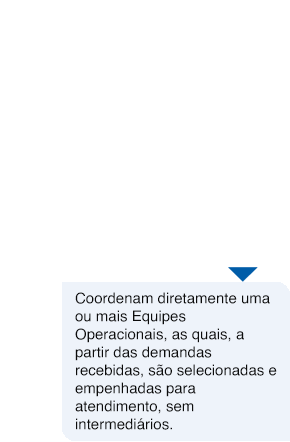 Coordenam diretamente uma
ou mais Equipes
Operacionais, as quais, a
partir das demandas
recebidas, são selecionadas e
empenhadas para
atendimento, sem
intermediários.